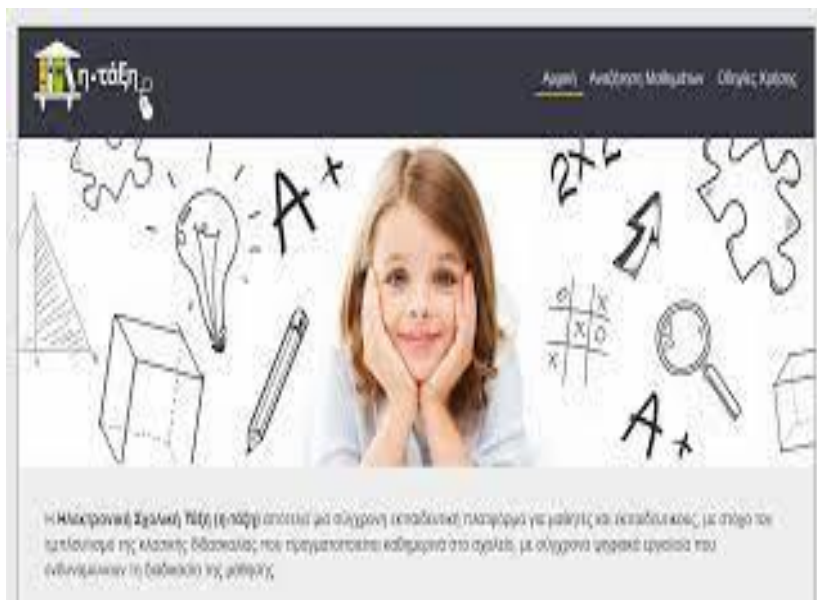 η-τάξη
Αρχική Αναζήτηση Μαθημάτων Οδηγίες Χρήσης
A+
2x2
O X
X O
X
A+
Η Ηλεκτρονική Σχολική Τάξη (η-τάξη) αποτελεί μια σύγχρονη εκπαιδευτική πλατφόρμα για μαθητές και εκπαιδευτικούς, με στόχο τον
εμπλουτισμό της κλασικής διδασκαλίας που πραγματοποιείται καθημερινά στο σχολείο, με σύγχρονα ψηφιακά εργαλεία που
ενδυναμώνουν τη διαδικασία της μάθησης